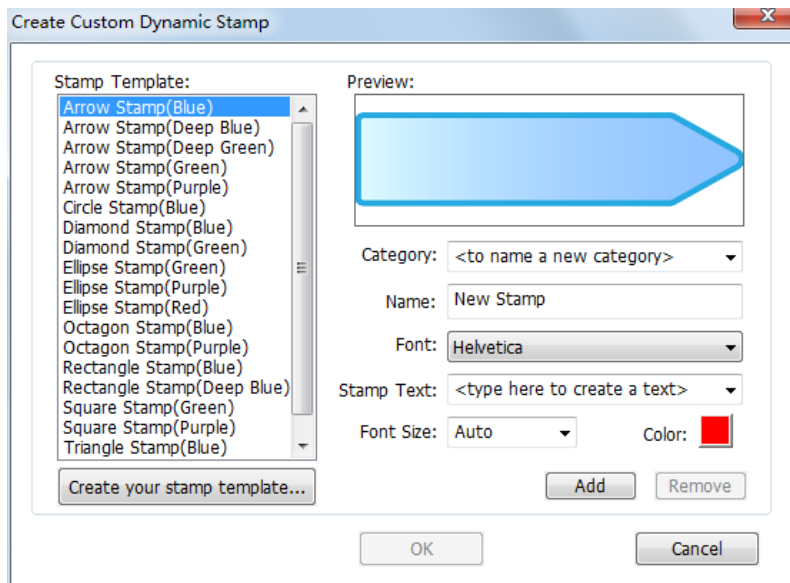 Create Custom Dynamic Stamp
Stamp Template:
Arrow Stamp(Blue)
Arrow Stamp(Deep Blue)
Arrow Stamp(Deep Green)
Arrow Stamp(Green)
Arrow Stamp(Purple)
Circle Stamp(Blue)
Diamond Stamp(Blue)
Diamond Stamp(Green)
Ellipse Stamp(Green)
Ellipse Stamp(Purple)
Ellipse Stamp(Red)
Octagon Stamp(Blue)
Octagon Stamp(Purple)
Rectangle Stamp(Blue)
Rectangle Stamp(Deep Blue)
Square Stamp(Green)
Square Stamp(Purple)
Triangle Stamp(Blue)
Create your stamp template...
Preview:
Category: <to name a new category>
Name: New Stamp
Font: Helvetica
Stamp Text: <type here to create a text>
Font Size: Auto Color:
Add Remove
OK Cancel